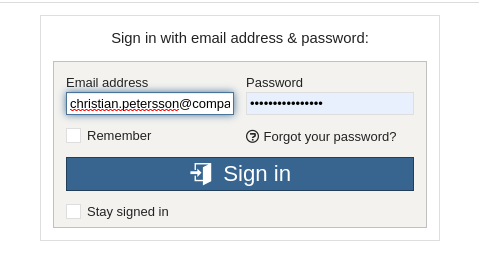 Sign in with email address & password:
Email address
Password
christian.petersson@compa
••••••••••••••••
Remember
Forgot your password?
Sign in
Stay signed in